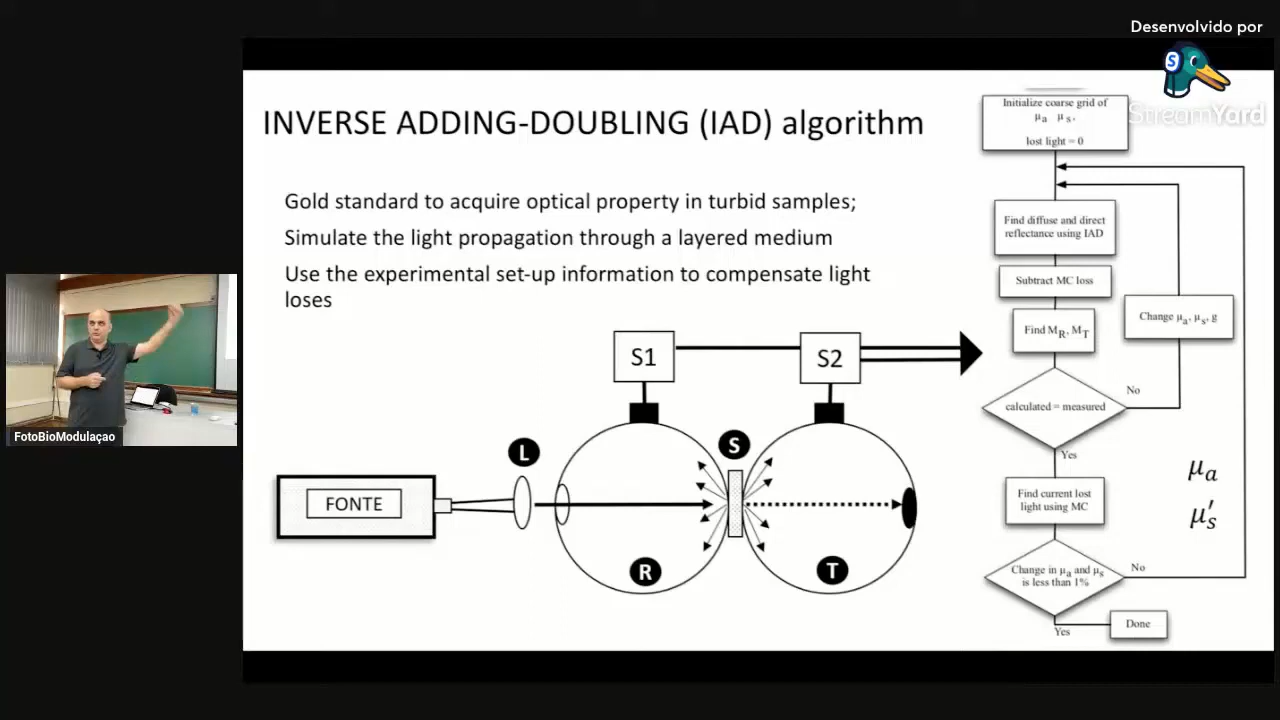 Desenvolvido por
S
StreamYard
INVERSE ADDING-DOUBLING (IAD) algorithm
Gold standard to acquire optical property in turbid samples;
Simulate the light propagation through a layered medium
Use the experimental set-up information to compensate light
loses
S1
S2
L
S
FONTE
R
T
Initialize coarse grid of
μa μs,
lost light = 0
Find diffuse and direct
reflectance using IAD
Subtract MC loss
Find MR, MT
Change μa, μs, g
calculated = measured
No
Yes
Find current lost
light using MC
μa
μ's
Change in μa and μs
is less than 1%
No
Yes
Done
FotoBioModulaçao